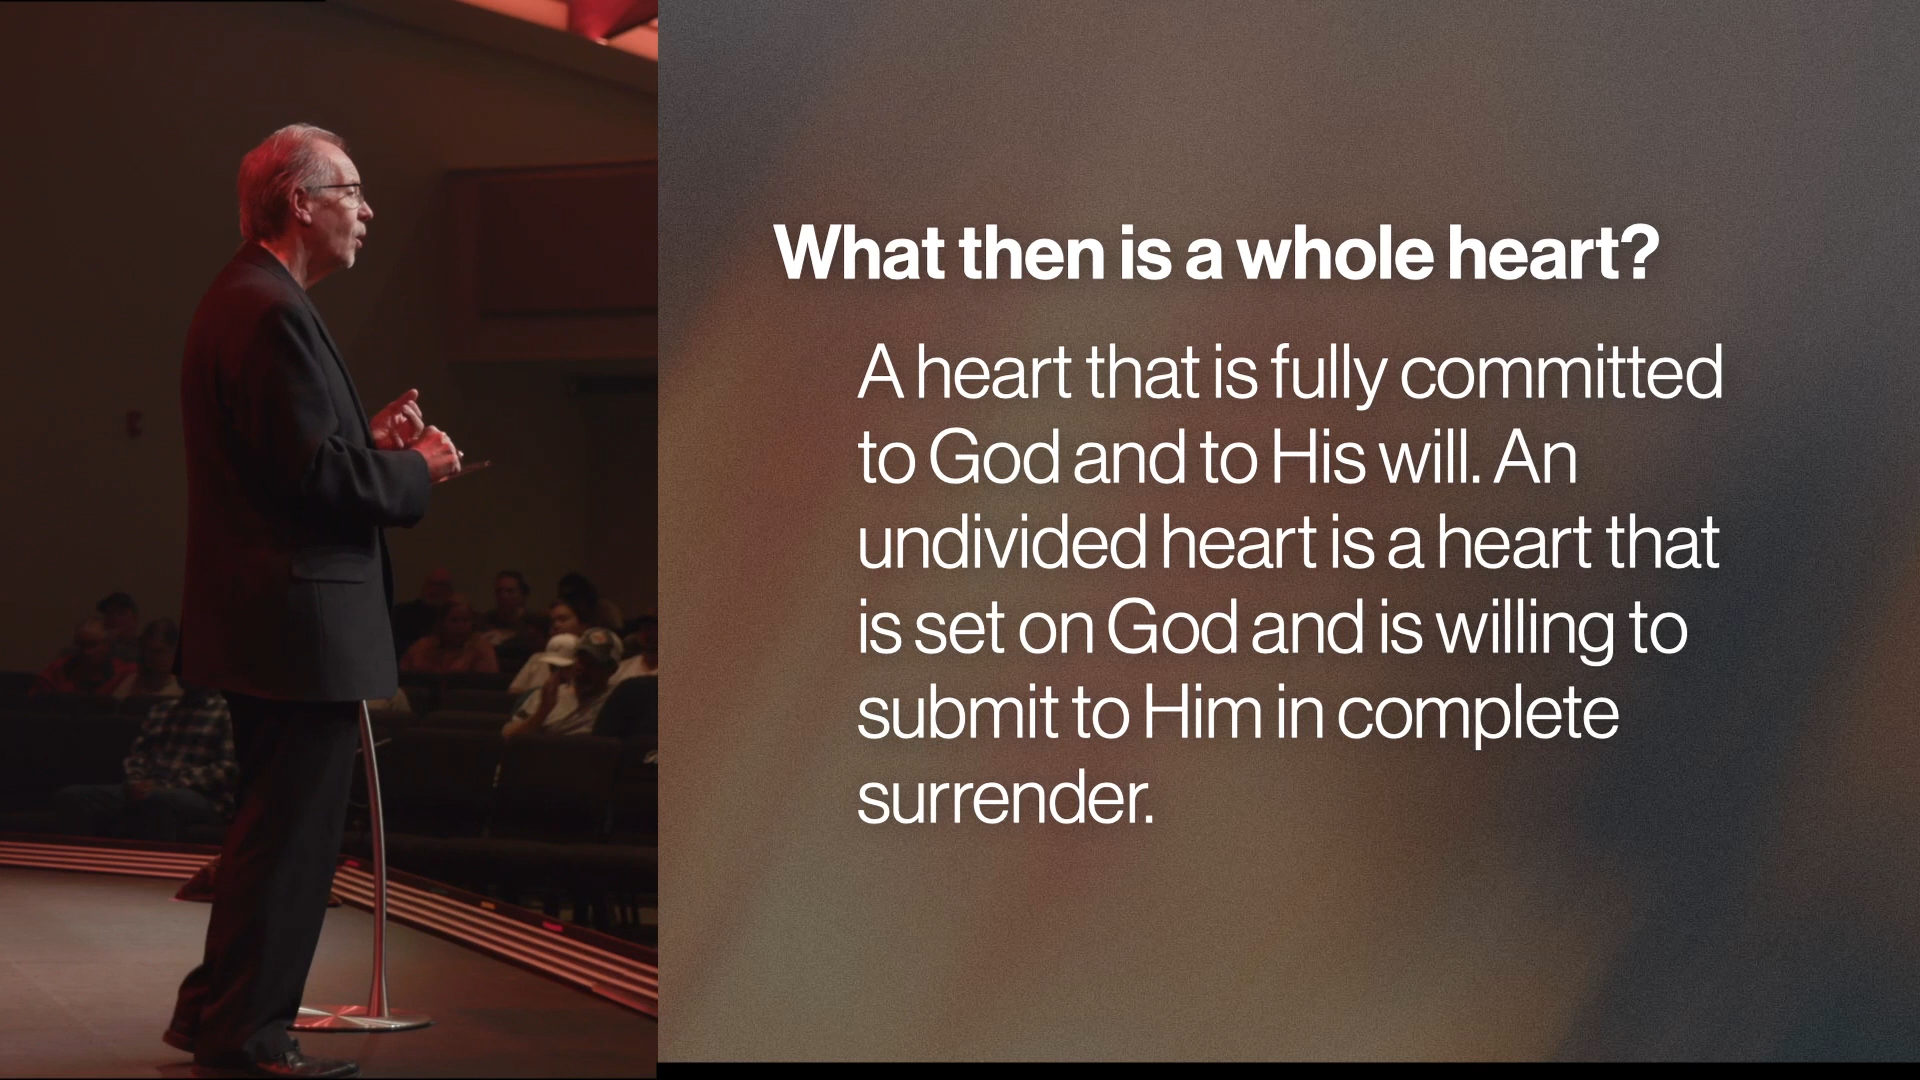 What then is a whole heart?
A heart that is fully committed
to God and to His will. An
undivided heart is a heart that
is set on God and is willing to
submit to Him in complete
surrender.